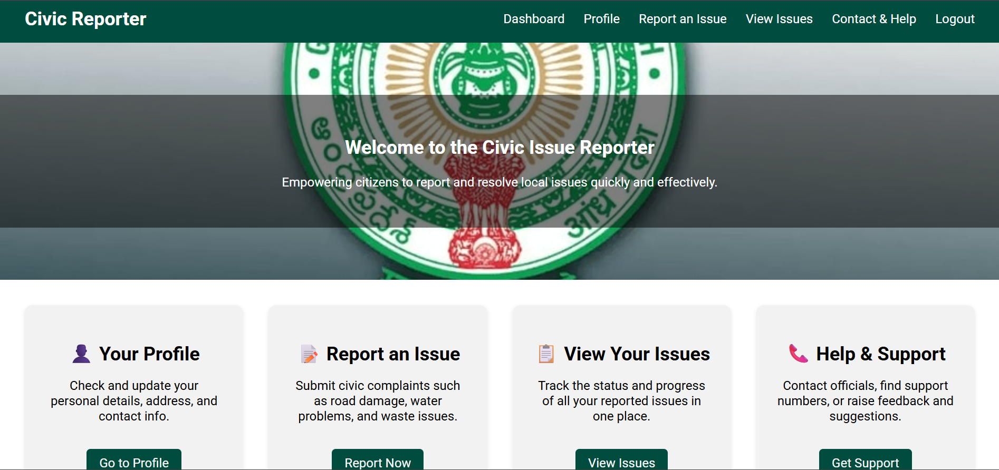 Civic Reporter
Dashboard Profile Report an Issue View Issues Contact & Help Logout
Welcome to the Civic Issue Reporter
Empowering citizens to report and resolve local issues quickly and effectively.
ఆంధ్రప్రదేశ్
आंध्र प्रदेश
Your Profile
Check and update your
personal details, address, and
contact info.
Go to Profile
Report an Issue
Submit civic complaints such
as road damage, water
problems, and waste issues.
Report Now
View Your Issues
Track the status and progress
of all your reported issues in
one place.
View Issues
Help & Support
Contact officials, find support
numbers, or raise feedback and
suggestions.
Get Support